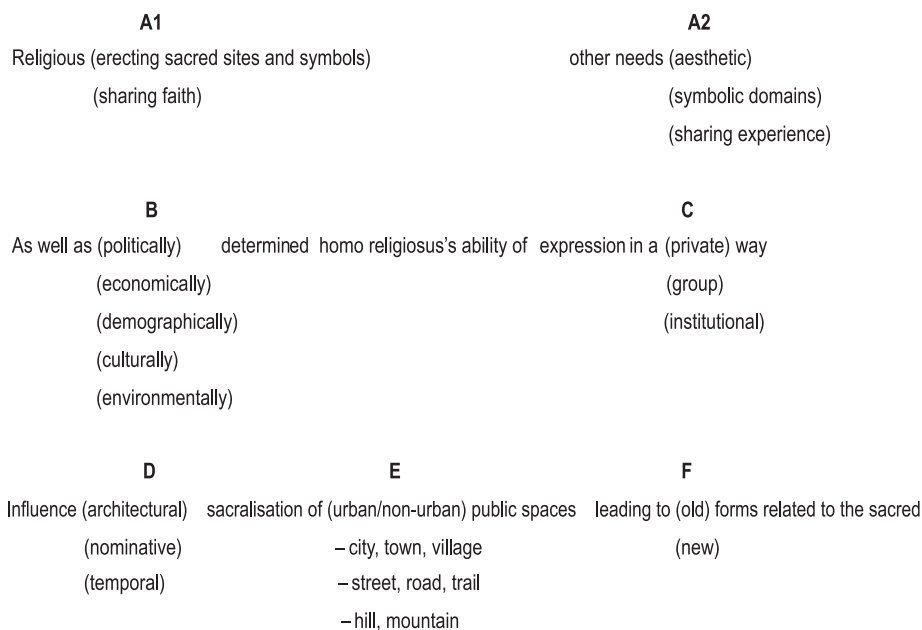 A1 A2
Religious (erecting sacred sites and symbols) other needs (aesthetic)
(sharing faith) (symbolic domains)
(sharing experience)
B C
As well as (politically) determined homo religiosus's ability of expression in a (private) way
(economically) (group)
(demographically) (institutional)
(culturally)
(environmentally)
D E F
Influence (architectural) sacralisation of (urban/non-urban) public spaces leading to (old) forms related to the sacred
(nominative) – city, town, village (new)
(temporal) – street, road, trail
– hill, mountain